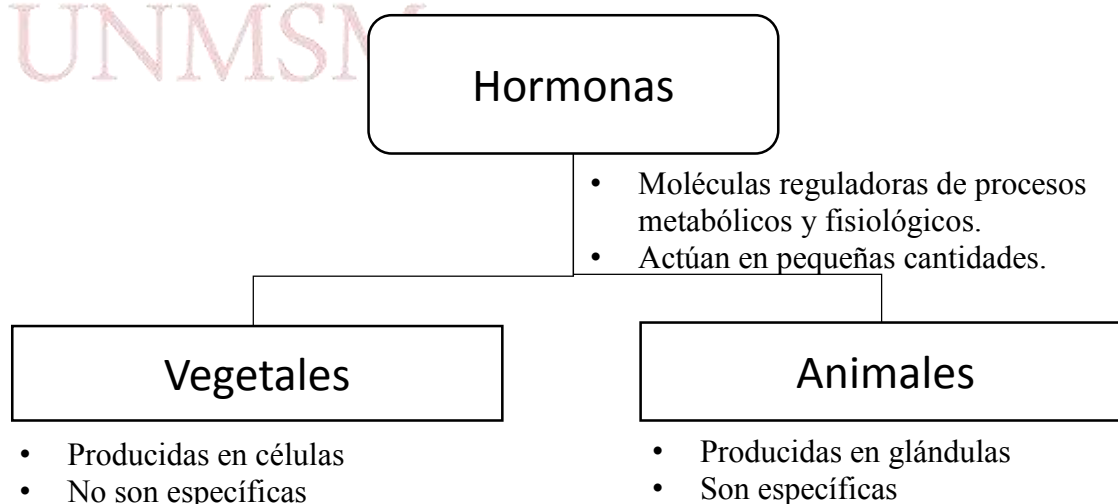 UNMSM
Hormonas
• Moléculas reguladoras de procesos
metabólicos y fisiológicos.
• Actúan en pequeñas cantidades.
Vegetales
Animales
• Producidas en células
• No son específicas
• Producidas en glándulas
• Son específicas